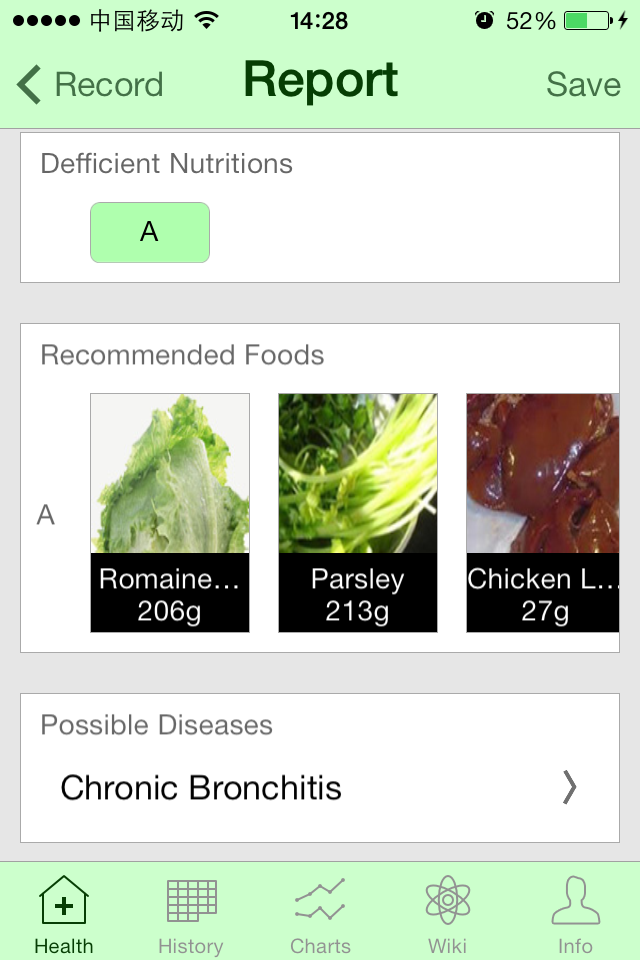 中国移动 14:28 52%
Record Report Save
Defficient Nutritions
A
Recommended Foods
A
Romaine… Parsley Chicken L…
206g 213g 27g
Possible Diseases
Chronic Bronchitis
Health History Charts Wiki Info